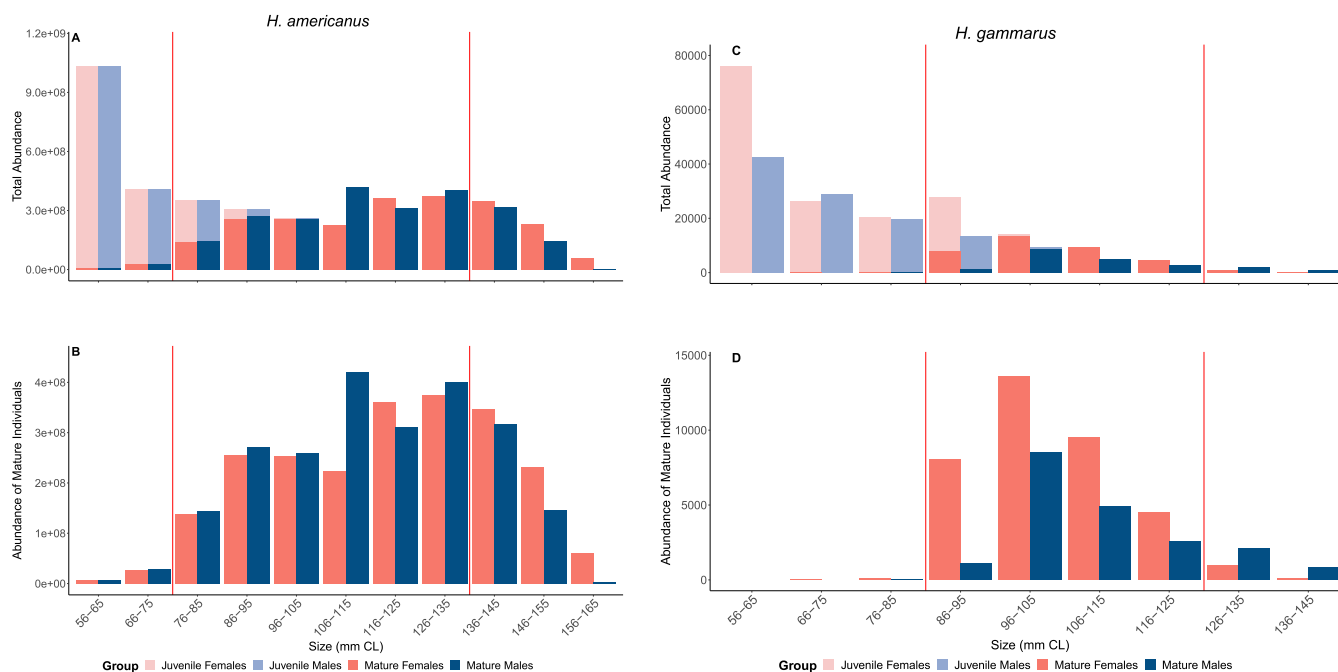 H. americanus
A
1.2e+09
9.0e+08
6.0e+08
3.0e+08
0.0e+00
Total Abundance
B
4e+08
3e+08
2e+08
1e+08
0e+00
Abundance of Mature Individuals
56−65
66−75
76−85
86−95
96−105
106−115
116−125
126−135
136−145
146−155
156−165
Size (mm CL)
Group Juvenile Females Juvenile Males Mature Females Mature Males
H. gammarus
C
80000
60000
40000
20000
0
Total Abundance
D
15000
10000
5000
0
Abundance of Mature Individuals
56−65
66−75
76−85
86−95
96−105
106−115
116−125
126−135
136−145
Size (mm CL)
Group Juvenile Females Juvenile Males Mature Females Mature Males